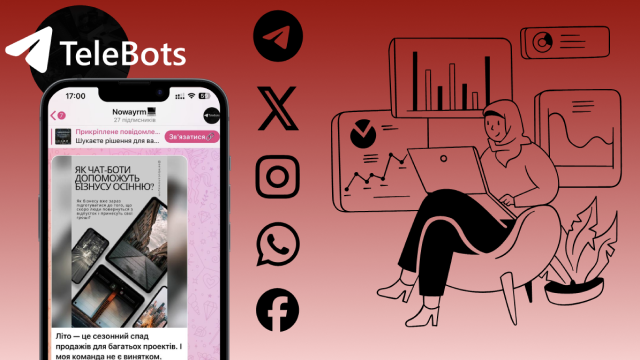 TeleBots
17:00
Nowayrm
27 підписників
7
Прикріплене повідомле...
Шукаєте рішення для ва...
Зв'язатися
ЯК ЧАТ-БОТИ
ДОПОМОЖУТЬ
БІЗНЕСУ ОСІННЮ?
Літо — це сезонний спад
продажів для багатьох проектів. І
моя команда не є винятком.